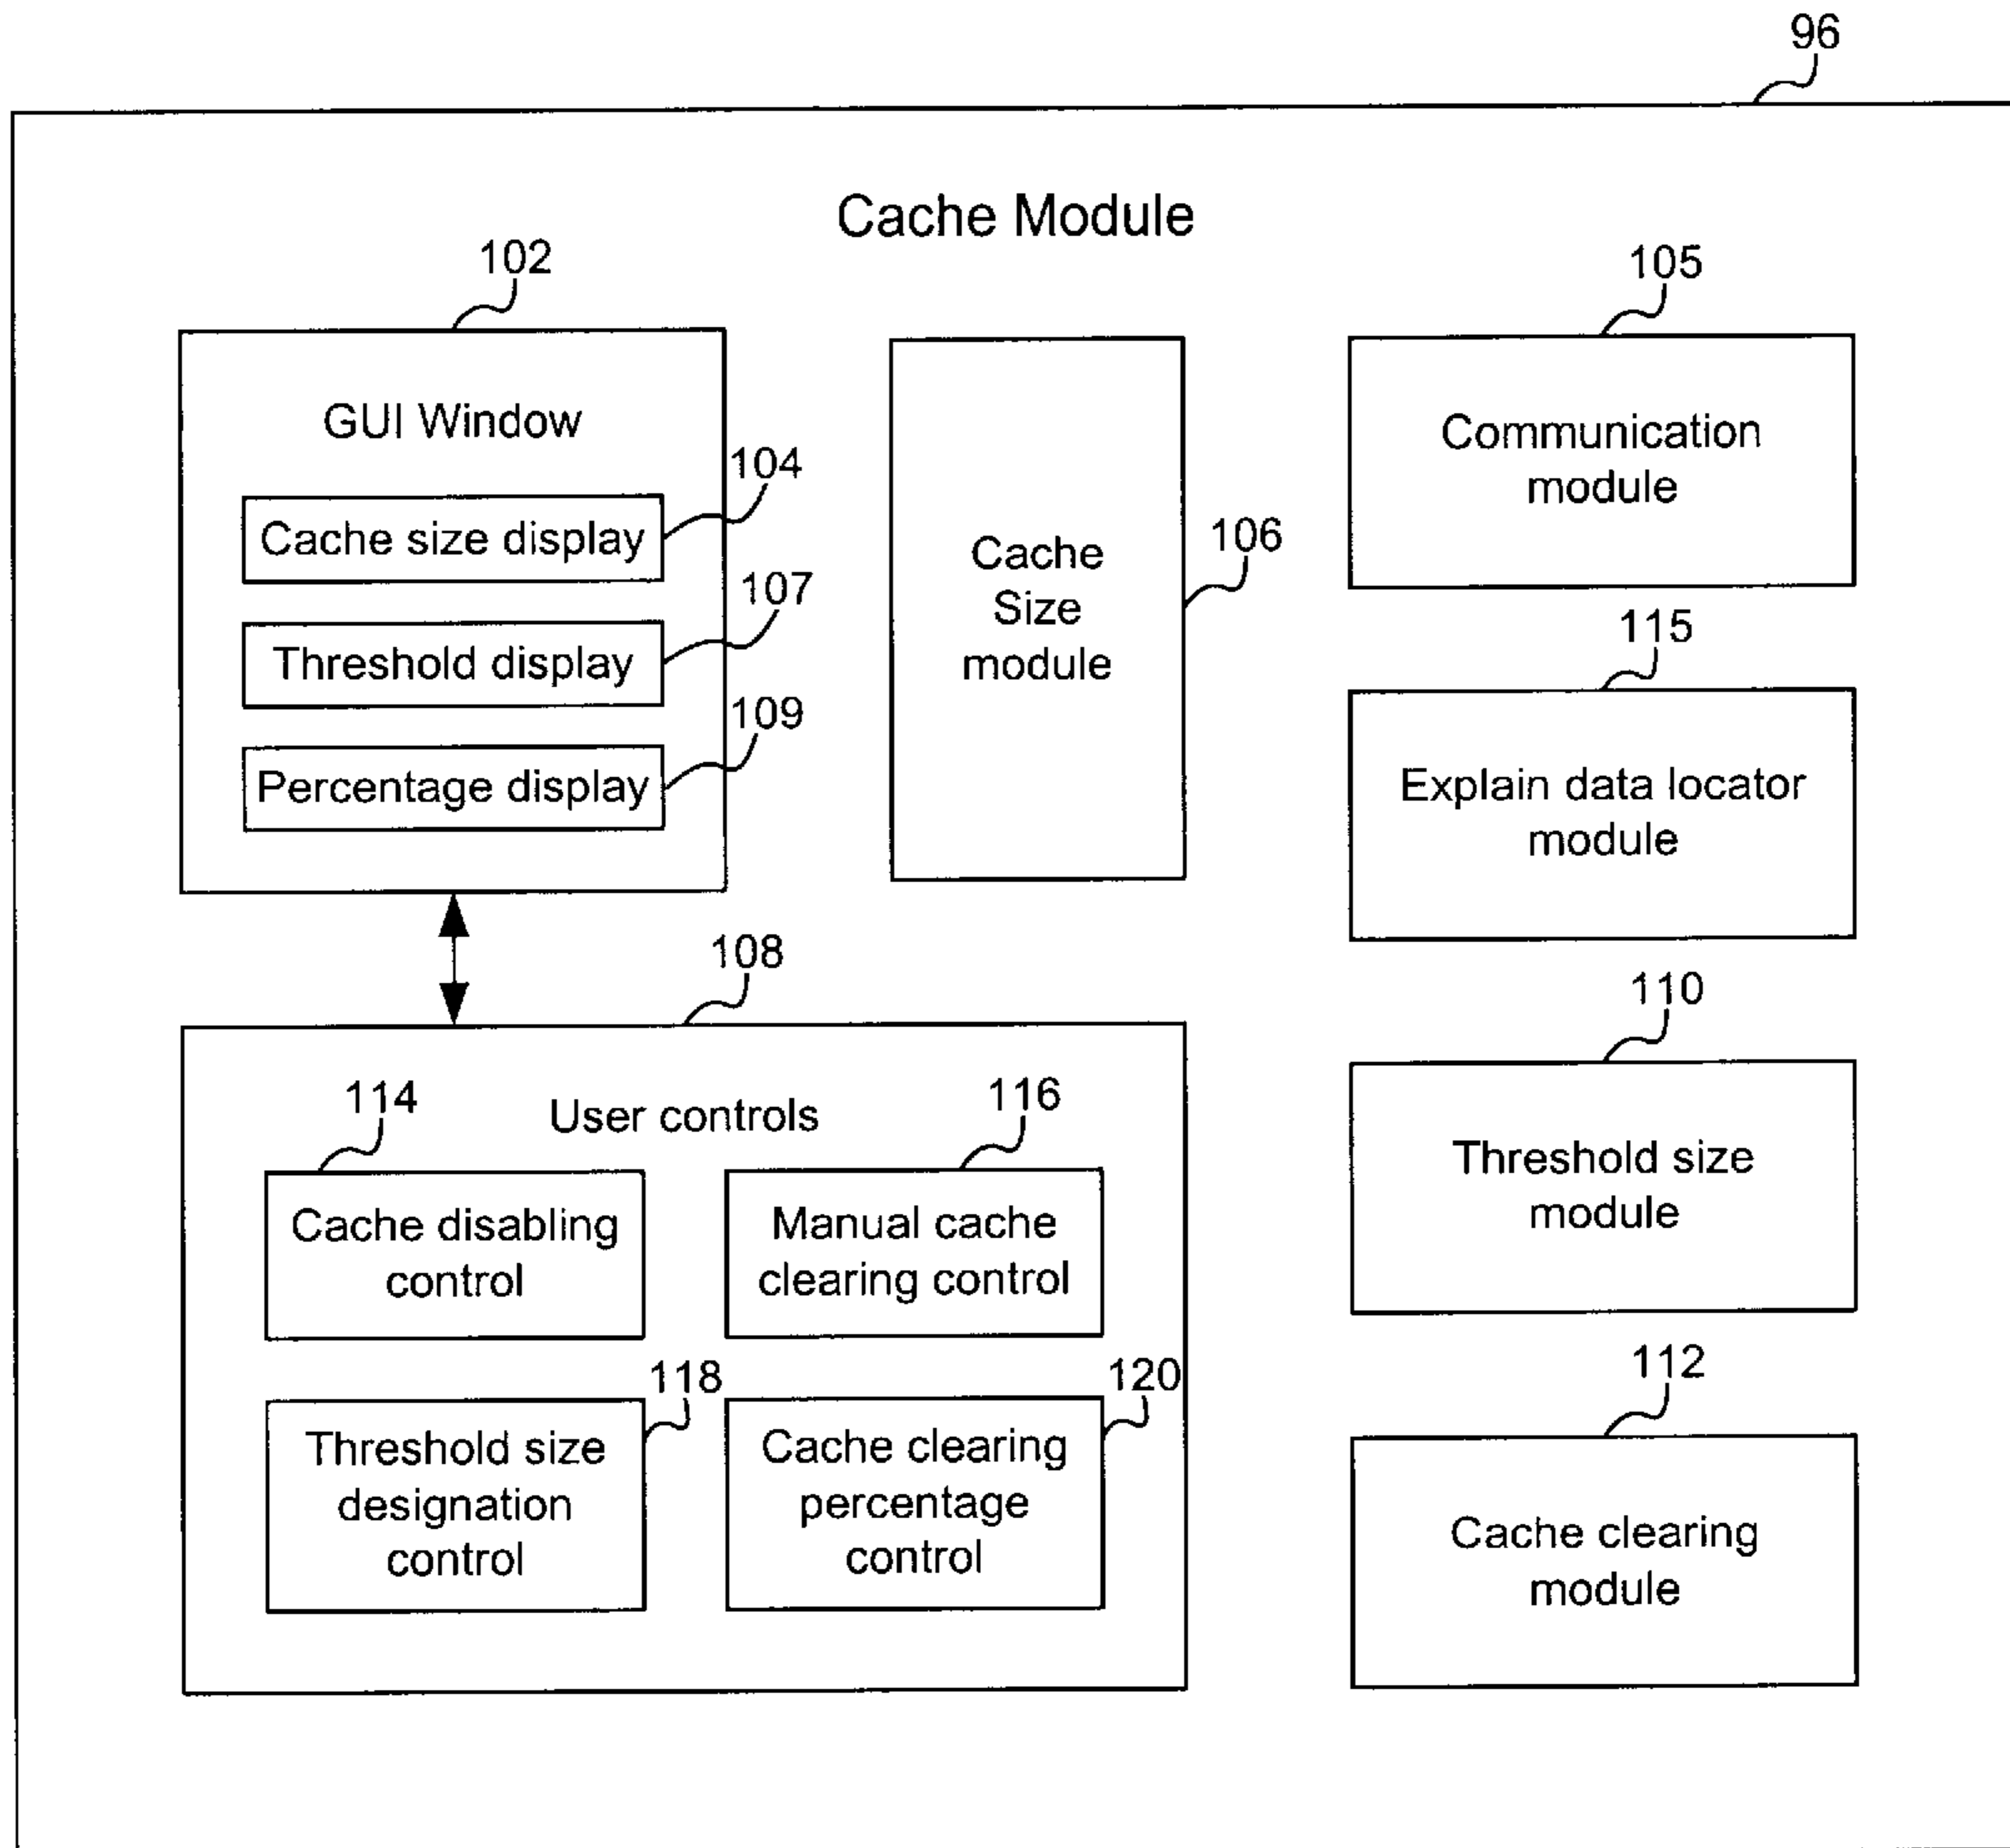 96
Cache Module
102
GUI Window
104
Cache size display
107
Threshold display
109
Percentage display
106
Cache
Size
module
105
Communication
module
115
Explain data locator
module
108
User controls
114
Cache disabling
control
116
Manual cache
clearing control
118
Threshold size
designation
control
120
Cache clearing
percentage
control
110
Threshold size
module
112
Cache clearing
module